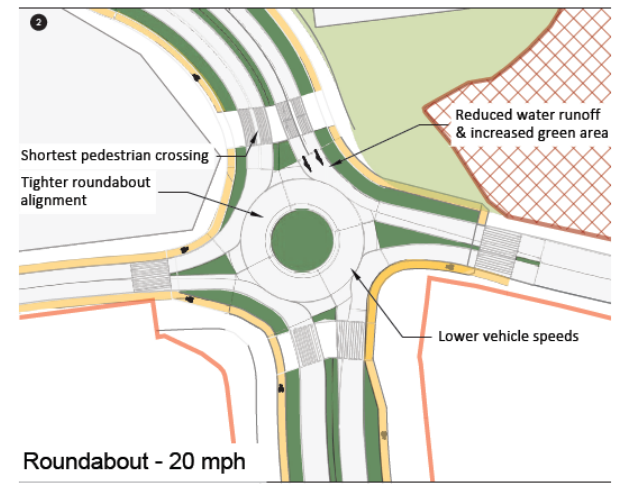 2
Reduced water runoff
& increased green area
Shortest pedestrian crossing
Tighter roundabout
alignment
Lower vehicle speeds
Roundabout - 20 mph